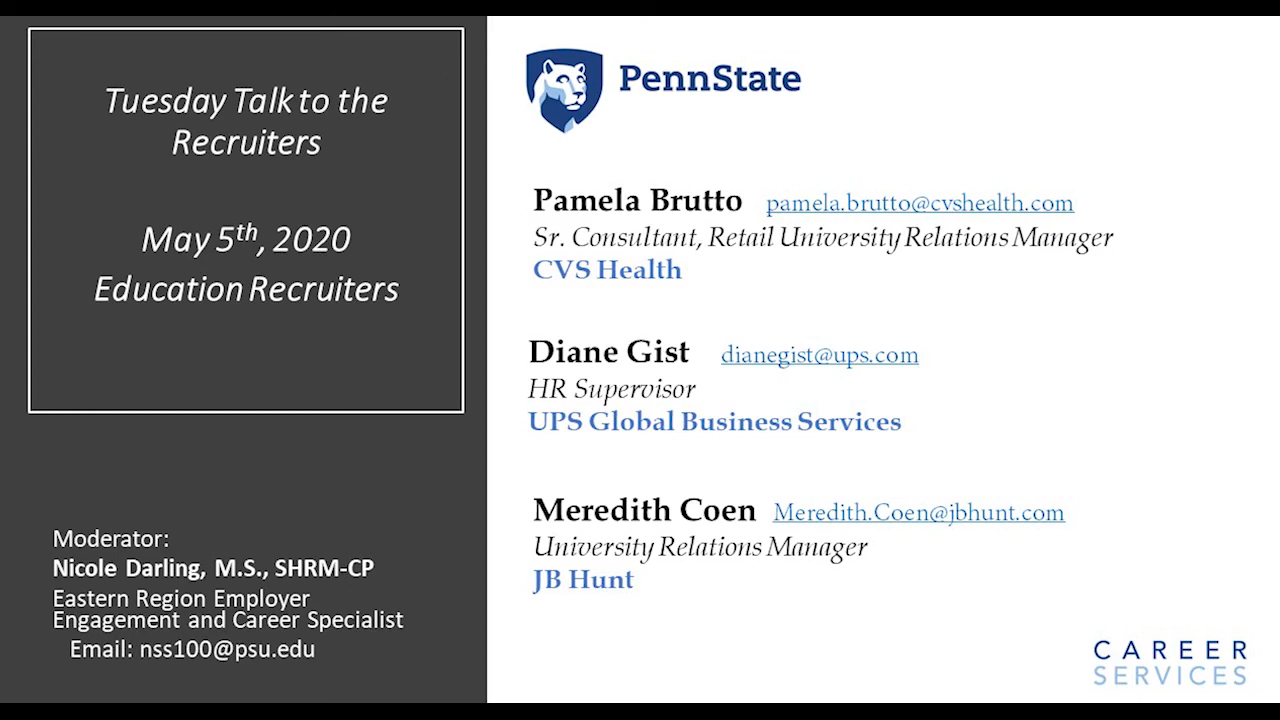 Tuesday Talk to the
Recruiters
May 5th, 2020
Education Recruiters
Moderator:
Nicole Darling, M.S., SHRM-CP
Eastern Region Employer
Engagement and Career Specialist
Email: nss100@psu.edu
PennState
Pamela Brutto pamela.brutto@cvshealth.com
Sr. Consultant, Retail University Relations Manager
CVS Health
Diane Gist dianegist@ups.com
HR Supervisor
UPS Global Business Services
Meredith Coen Meredith.Coen@jbhunt.com
University Relations Manager
JB Hunt
CAREER
SERVICES